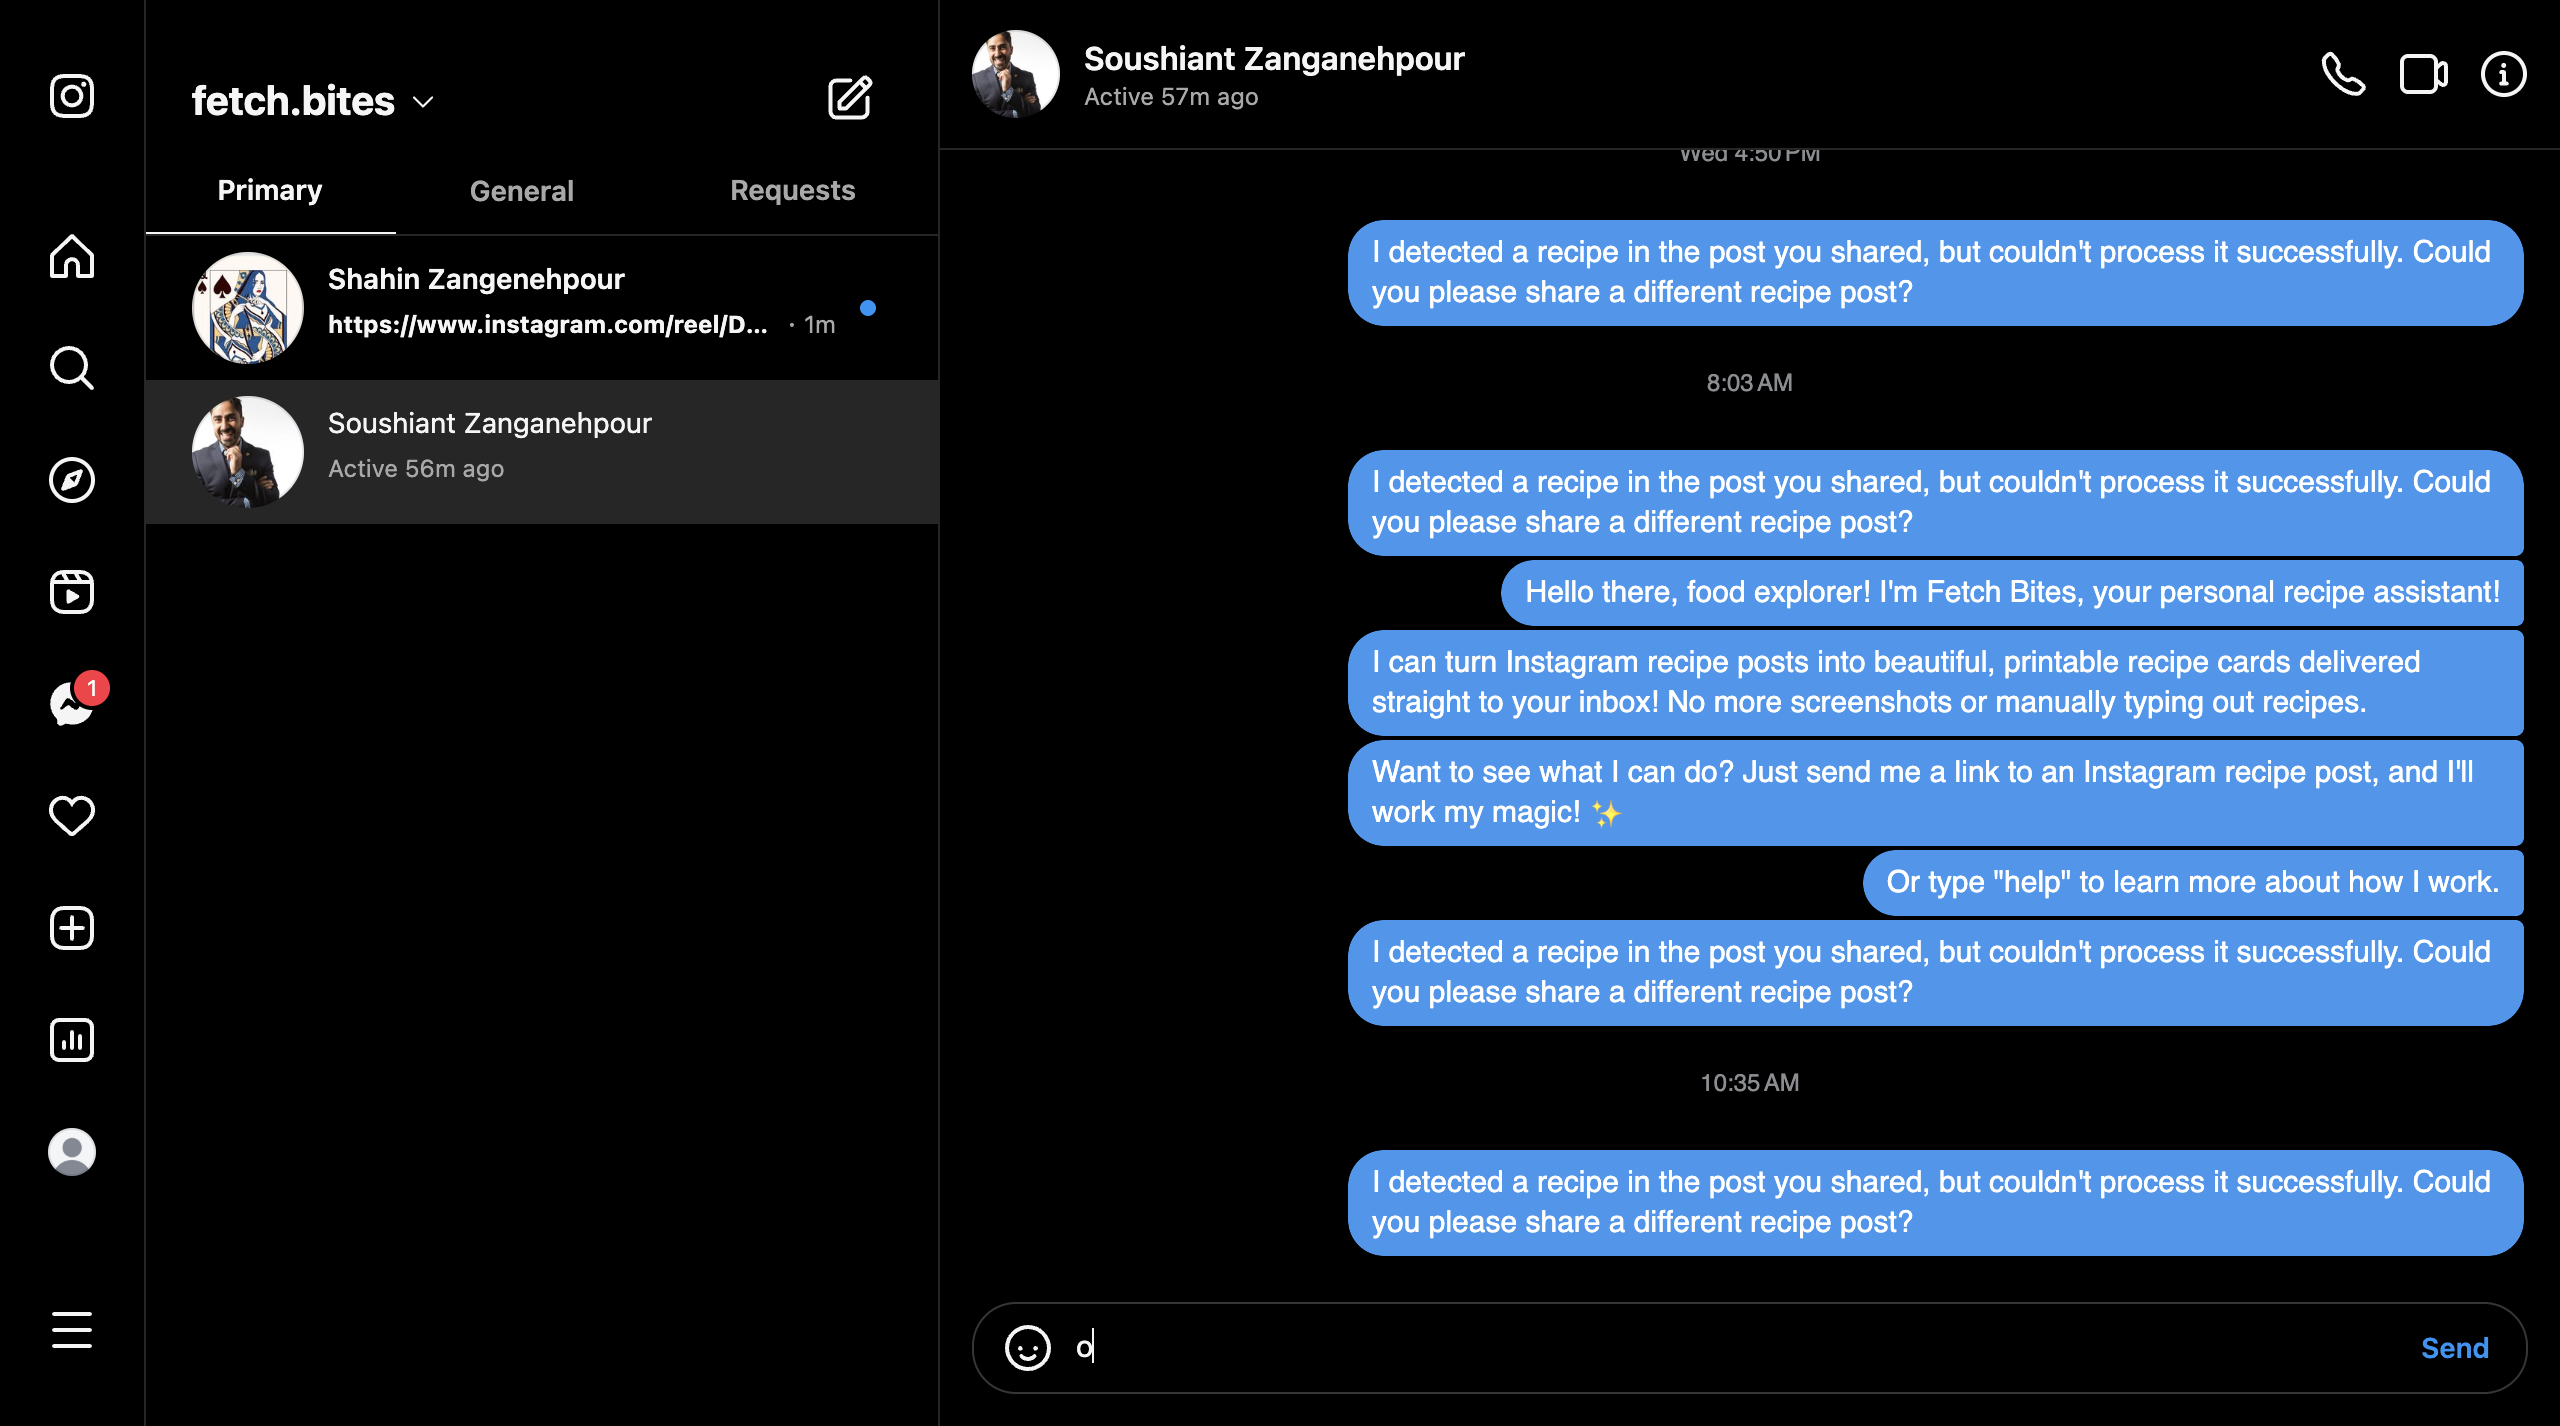 fetch.bites
Primary
General
Requests
Shahin Zangenehpour
https://www.instagram.com/reel/D... · 1m
Soushiant Zanganehpour
Active 56m ago
1
Soushiant Zanganehpour
Active 57m ago
Wed 4:50 PM
I detected a recipe in the post you shared, but couldn't process it successfully. Could
you please share a different recipe post?
8:03 AM
I detected a recipe in the post you shared, but couldn't process it successfully. Could
you please share a different recipe post?
Hello there, food explorer! I'm Fetch Bites, your personal recipe assistant!
I can turn Instagram recipe posts into beautiful, printable recipe cards delivered
straight to your inbox! No more screenshots or manually typing out recipes.
Want to see what I can do? Just send me a link to an Instagram recipe post, and I'll
work my magic! ✨
Or type "help" to learn more about how I work.
I detected a recipe in the post you shared, but couldn't process it successfully. Could
you please share a different recipe post?
10:35 AM
I detected a recipe in the post you shared, but couldn't process it successfully. Could
you please share a different recipe post?
o
Send